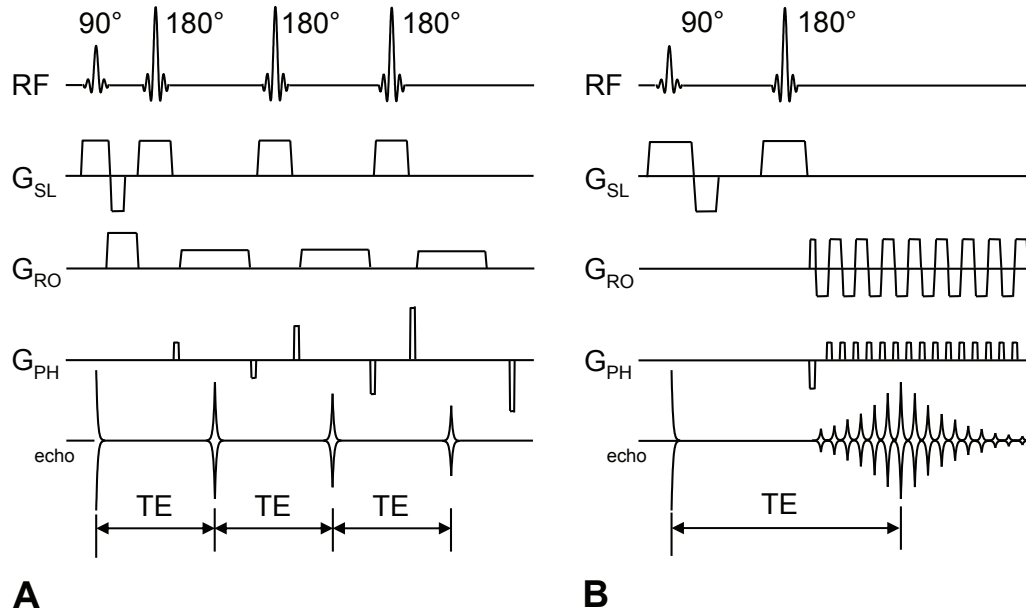 90° 180° 180° 180°
RF
G_SL
G_RO
G_PH
echo
TE TE TE
A
90° 180°
RF
G_SL
G_RO
G_PH
echo
TE
B